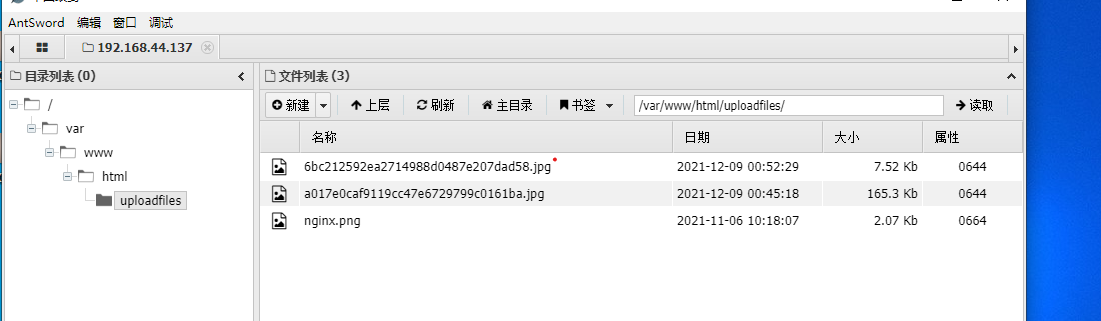 AntSword 编辑 窗口 调试
192.168.44.137
目录列表 (0)
文件列表 (3)
新建 上层 刷新 主目录 书签 /var/www/html/uploadfiles/ 读取
/
var
www
html
uploadfiles
名称 日期 大小 属性
6bc212592ea2714988d0487e207dad58.jpg 2021-12-09 00:52:29 7.52 Kb 0644
a017e0caf9119cc47e6729799c0161ba.jpg 2021-12-09 00:45:18 165.3 Kb 0644
nginx.png 2021-11-06 10:18:07 2.07 Kb 0664